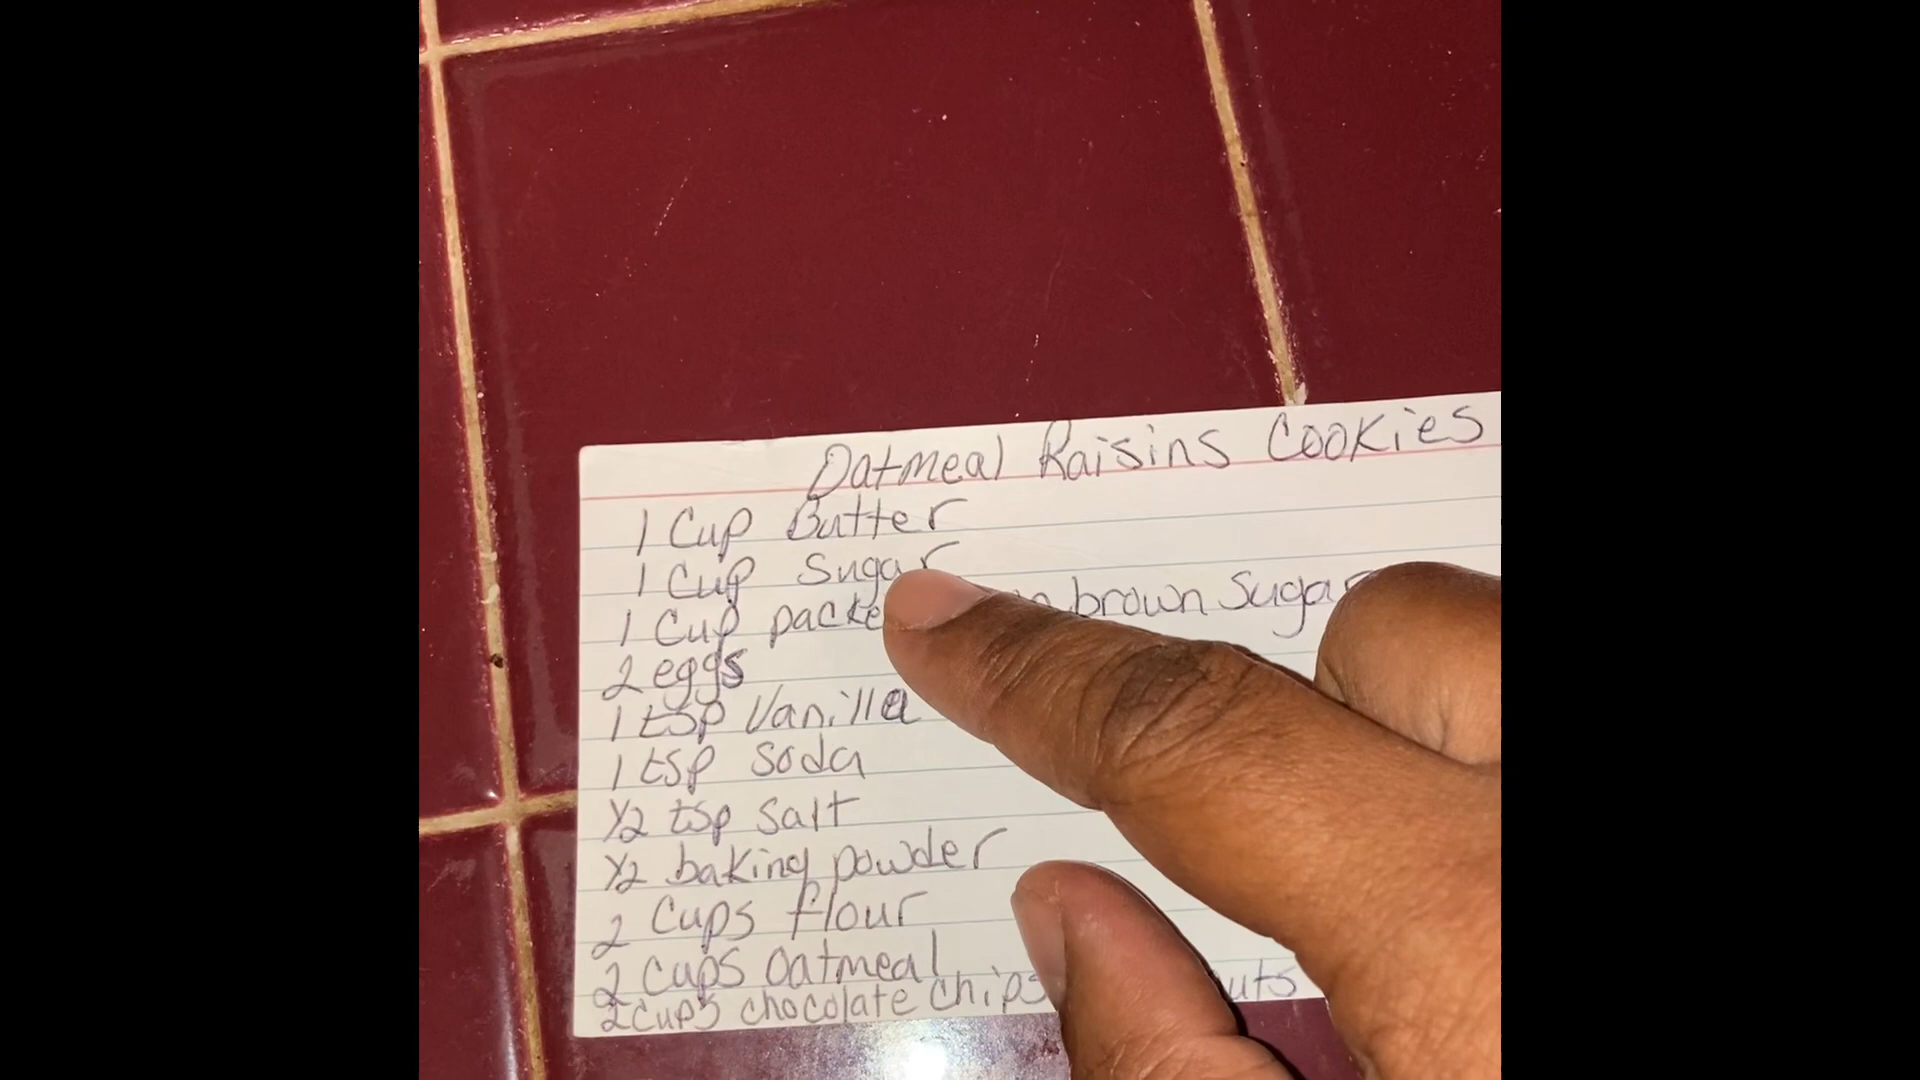 Oatmeal Raisins Cookies
1 Cup Butter
1 Cup Sugar
1 Cup brown Sugar
2 eggs
1 tsp Vanilla
1 tsp soda
1/2 tsp salt
1/2 baking powder
2 Cups flour
2 Cups oatmeal
2 cups chocolate chips